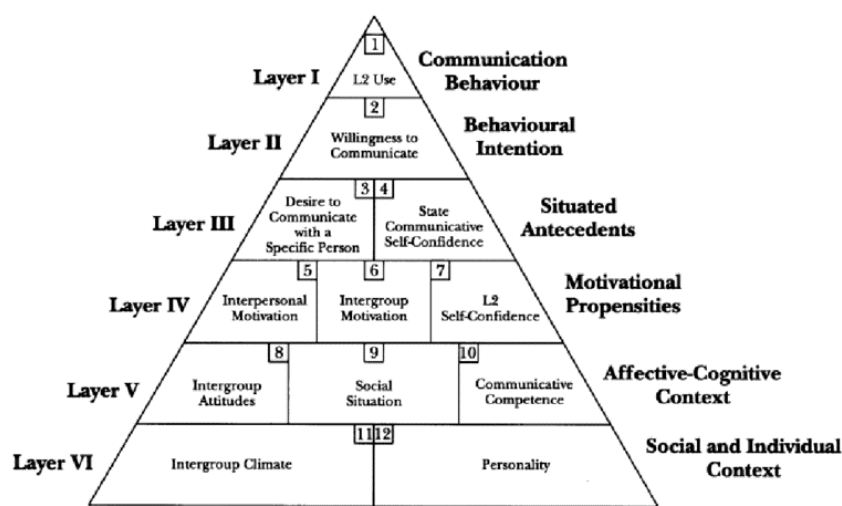 1
Layer I
L2 Use
Communication
Behaviour
2
Layer II
Willingness to
Communicate
Behavioural
Intention
3
4
Layer III
Desire to
Communicate
with a
Specific Person
State
Communicative
Self-Confidence
Situated
Antecedents
5
6
7
Layer IV
Interpersonal
Motivation
Intergroup
Motivation
L2
Self-Confidence
Motivational
Propensities
8
9
10
Layer V
Intergroup
Attitudes
Social
Situation
Communicative
Competence
Affective-Cognitive
Context
11
12
Layer VI
Intergroup Climate
Personality
Social and Individual
Context